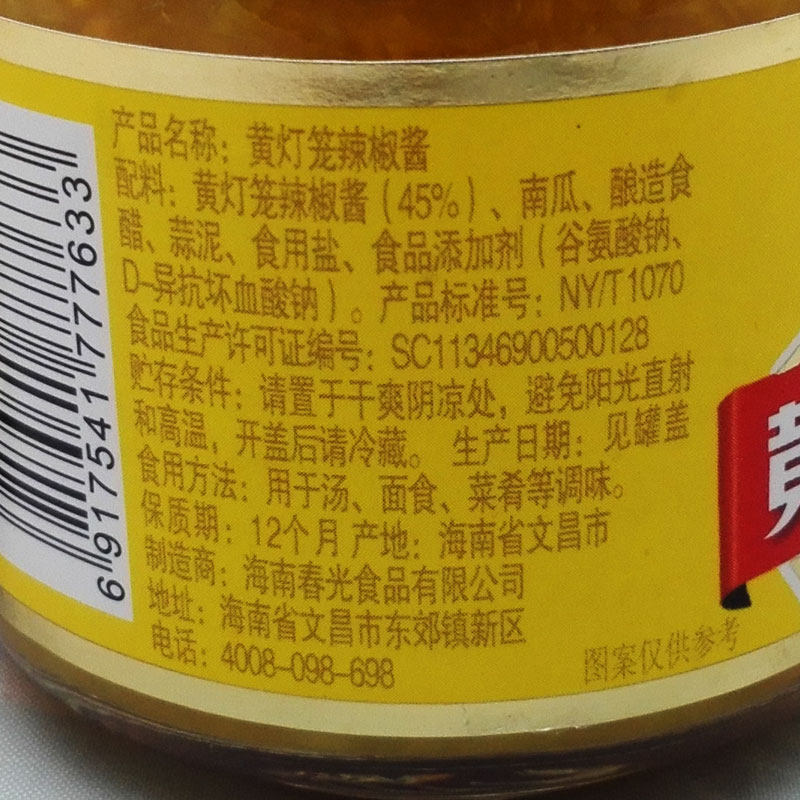 产品名称：黄灯笼辣椒酱
配料：黄灯笼辣椒酱（45%）、南瓜、酿造食
醋、蒜泥、食用盐、食品添加剂（谷氨酸钠、
D-异抗坏血酸钠）。产品标准号：NY/T1070
食品生产许可证编号：SC11346900500128
贮存条件：请置于干爽阴凉处，避免阳光直射
和高温，开盖后请冷藏。 生产日期：见罐盖
食用方法：用于汤、面食、菜肴等调味。
保质期：12个月 产地：海南省文昌市
制造商：海南春光食品有限公司
地址：海南省文昌市东郊镇新区
电话：4008-098-698
图案仅供参考
6917541777633